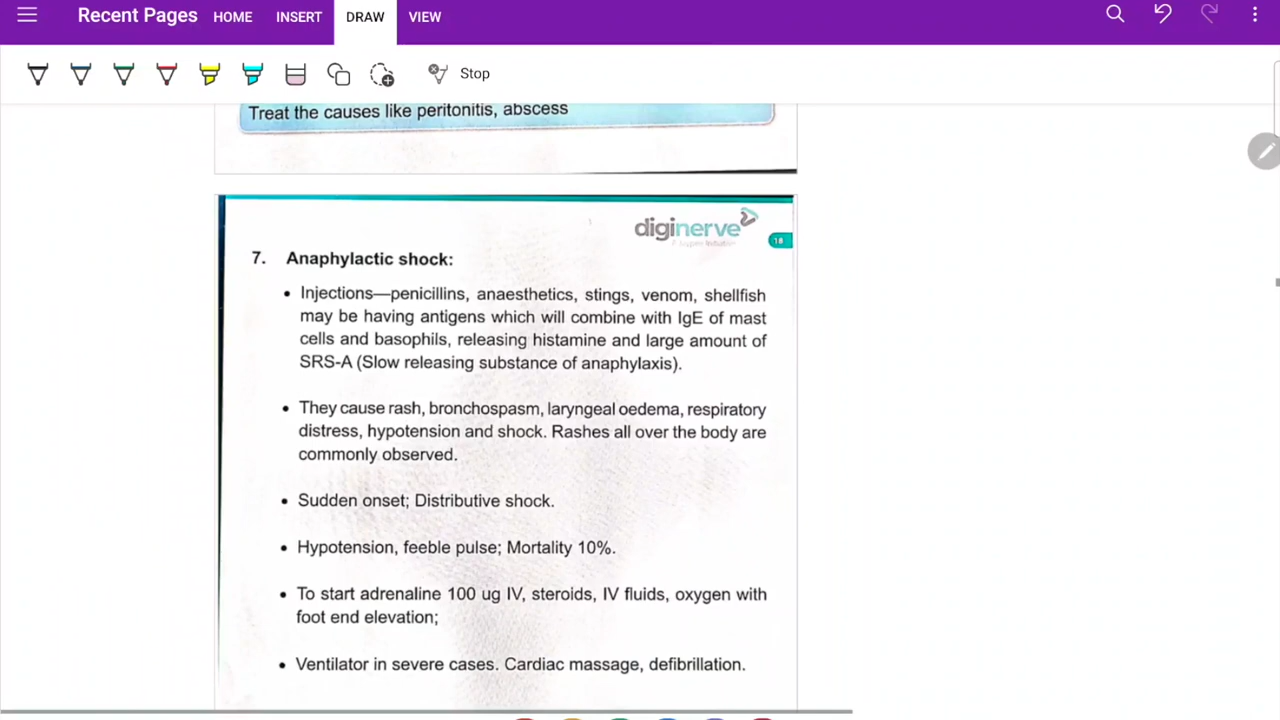 Recent Pages HOME INSERT DRAW VIEW
Stop
Treat the causes like peritonitis, abscess
diginerve
18
7. Anaphylactic shock:
• Injections—penicillins, anaesthetics, stings, venom, shellfish
may be having antigens which will combine with IgE of mast
cells and basophils, releasing histamine and large amount of
SRS-A (Slow releasing substance of anaphylaxis).
• They cause rash, bronchospasm, laryngeal oedema, respiratory
distress, hypotension and shock. Rashes all over the body are
commonly observed.
• Sudden onset; Distributive shock.
• Hypotension, feeble pulse; Mortality 10%.
• To start adrenaline 100 ug IV, steroids, IV fluids, oxygen with
foot end elevation;
• Ventilator in severe cases. Cardiac massage, defibrillation.